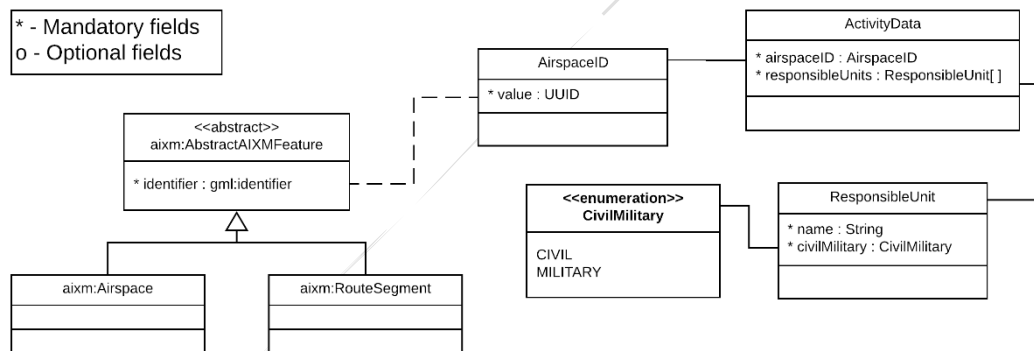 * - Mandatory fields
o - Optional fields
ActivityData
* airspaceID : AirspaceID
* responsibleUnits : ResponsibleUnit[ ]
AirspaceID
* value : UUID
<<abstract>>
aixm:AbstractAIXMFeature
* identifier : gml:identifier
<<enumeration>>
CivilMilitary
CIVIL
MILITARY
ResponsibleUnit
* name : String
* civilMilitary : CivilMilitary
aixm:Airspace
aixm:RouteSegment